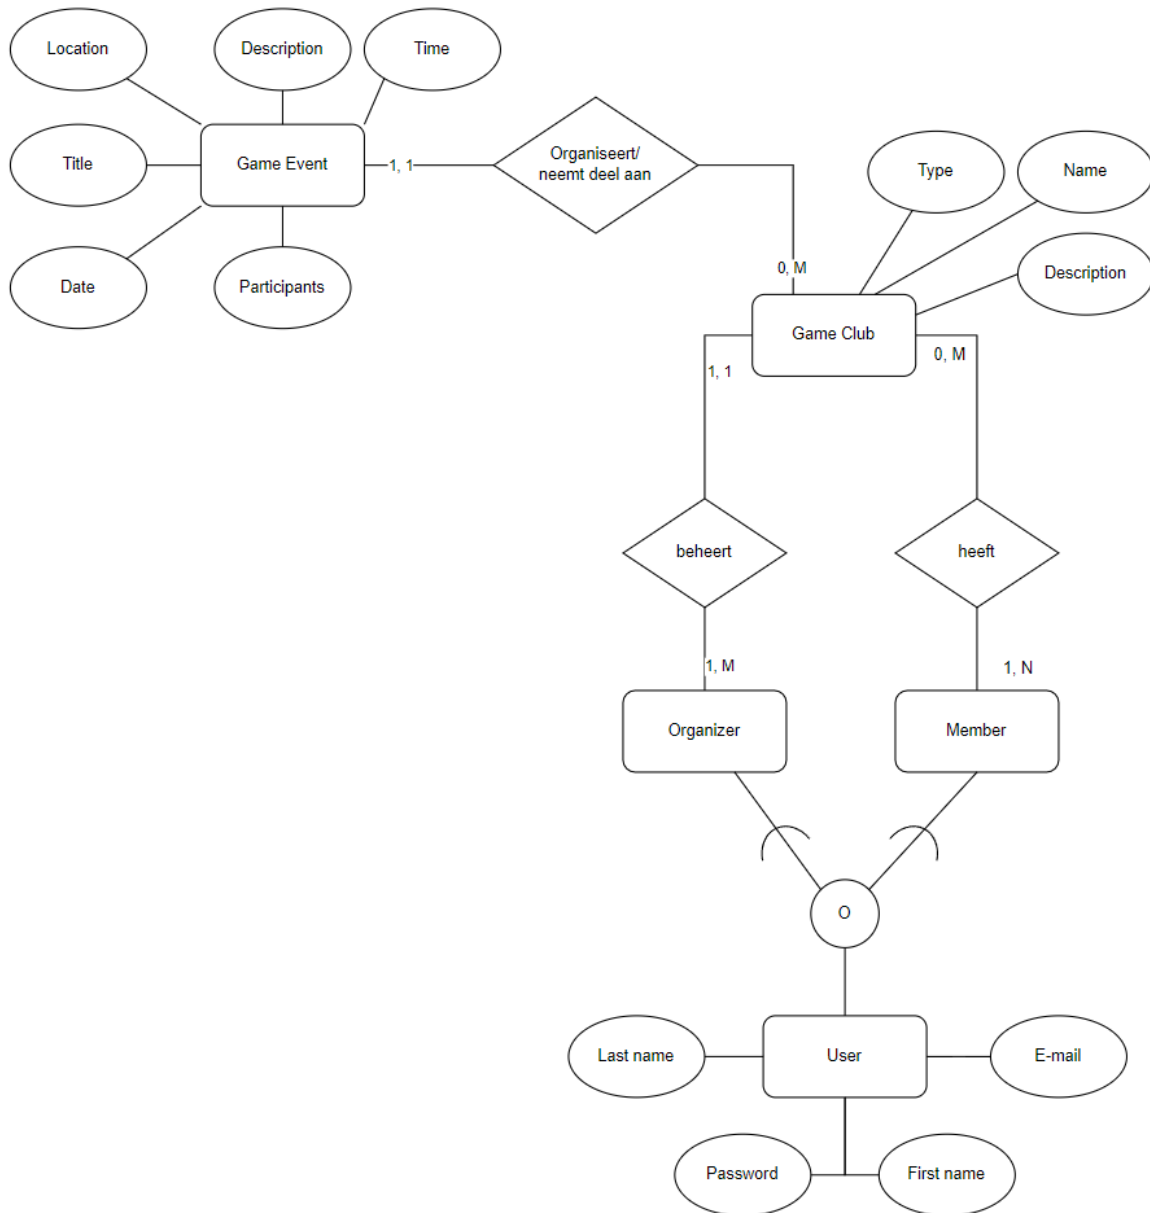 Location
Description
Time
Title
Game Event
1, 1
Organiseert/
neemt deel aan
Type
Name
Date
Participants
0, M
Description
Game Club
1, 1
0, M
beheert
heeft
1, M
1, N
Organizer
Member
O
Last name
User
E-mail
Password
First name